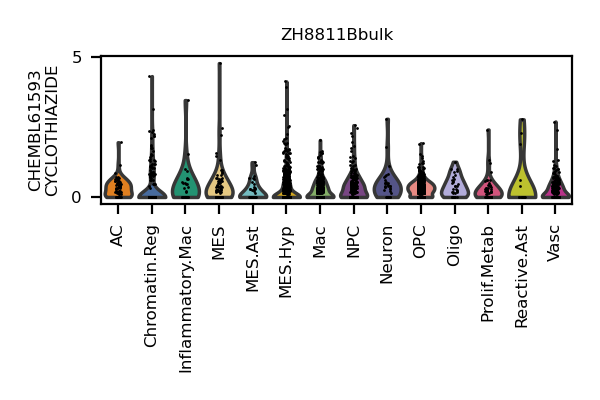 ZH8811Bbulk
CHEMBL61593
CYCLOTHIAZIDE
5
0
AC
Chromatin.Reg
Inflammatory.Mac
MES
MES.Ast
MES.Hyp
Mac
NPC
Neuron
OPC
Oligo
Prolif.Metab
Reactive.Ast
Vasc